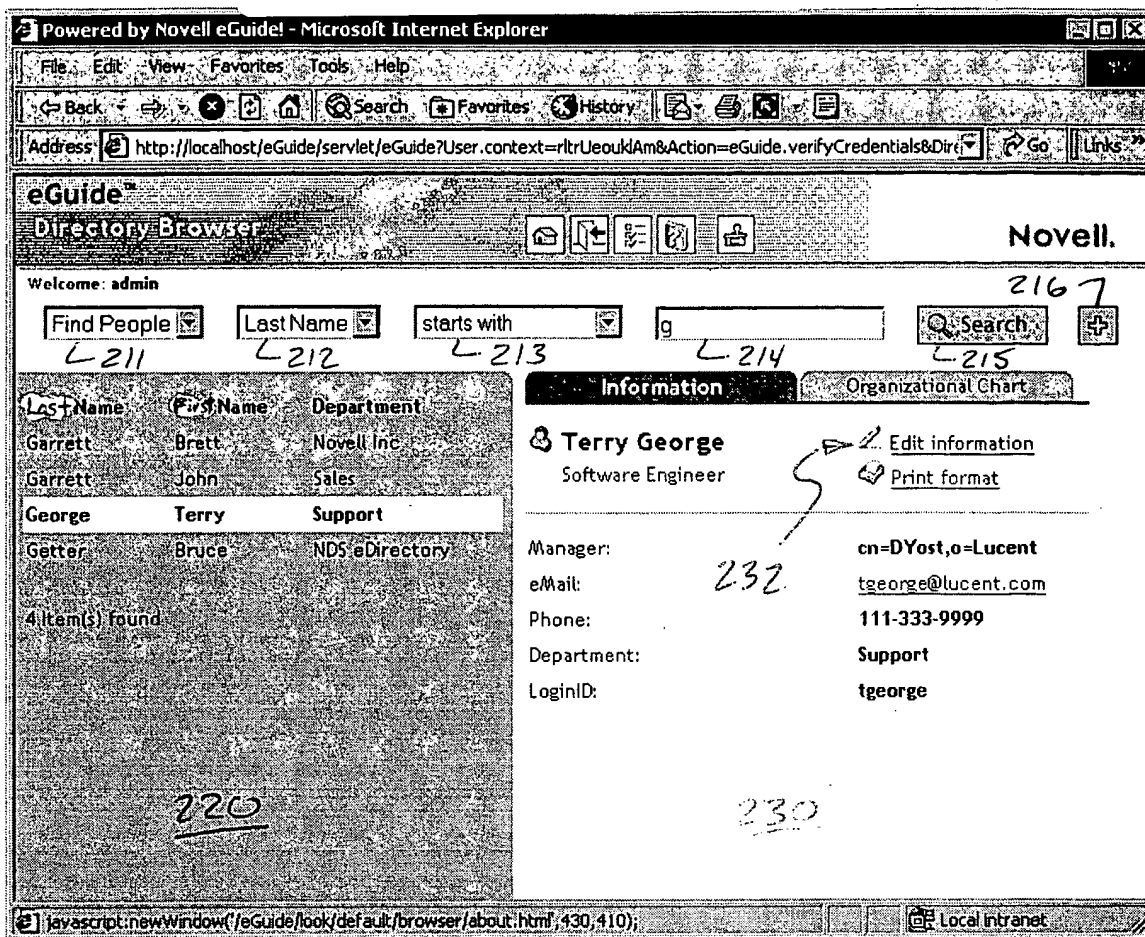 Powered by Novell eGuide! - Microsoft Internet Explorer
File Edit View Favorites Tools Help
Back Search Favorites History
Address http://localhost/eGuide/servlet/eGuide?User.context=rltrUeouklAm&Action=eGuide.verifyCredentials&Dire Go Links »
eGuide™
Directory Browser
Novell.
Welcome: admin
216
Find People Last Name starts with g Search
211 212 213 214 215
Information Organizational Chart
Last Name First Name Department
Garrett Brett Novell Inc
Garrett John Sales
George Terry Support
Getter Bruce NDS eDirectory
4 Item(s) found
Terry George Edit information
Software Engineer Print format
232
Manager: cn=DYost,o=Lucent
eMail: tgeorge@lucent.com
Phone: 111-333-9999
Department: Support
LoginID: tgeorge
220 230
javascript:newWindow('/eGuide/look/default/browser/about.html',430,410); Local intranet